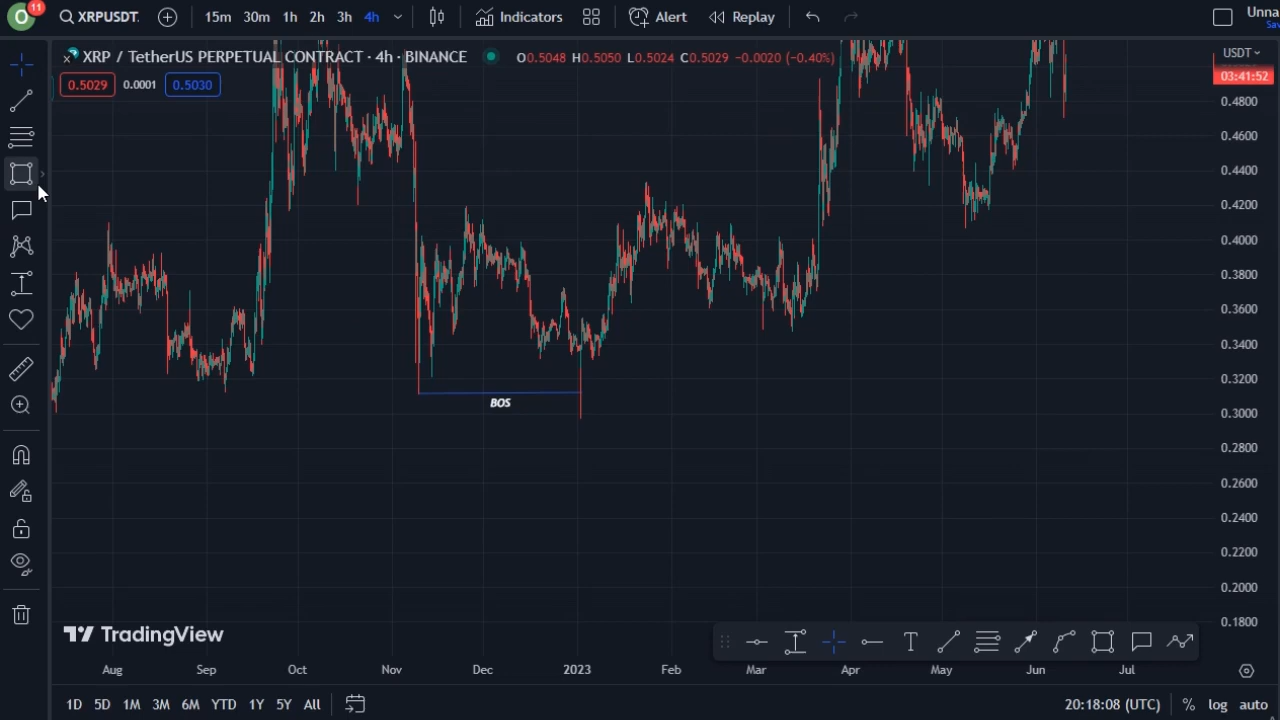 O 11 XRPUSDT. 15m 30m 1h 2h 3h 4h Indicators Alert Replay Unna
Sav
XRP / TetherUS PERPETUAL CONTRACT · 4h · BINANCE O0.5048 H0.5050 L0.5024 C0.5029 −0.0020 (−0.40%) USDT
0.5029 0.0001 0.5030
03:41:52
0.4800
0.4600
0.4400
0.4200
0.4000
0.3800
0.3600
0.3400
0.3200
0.3000
0.2800
0.2600
0.2400
0.2200
0.2000
0.1800
BOS
TradingView
T
Aug Sep Oct Nov Dec 2023 Feb Mar Apr May Jun Jul
1D 5D 1M 3M 6M YTD 1Y 5Y All 20:18:08 (UTC) % log auto